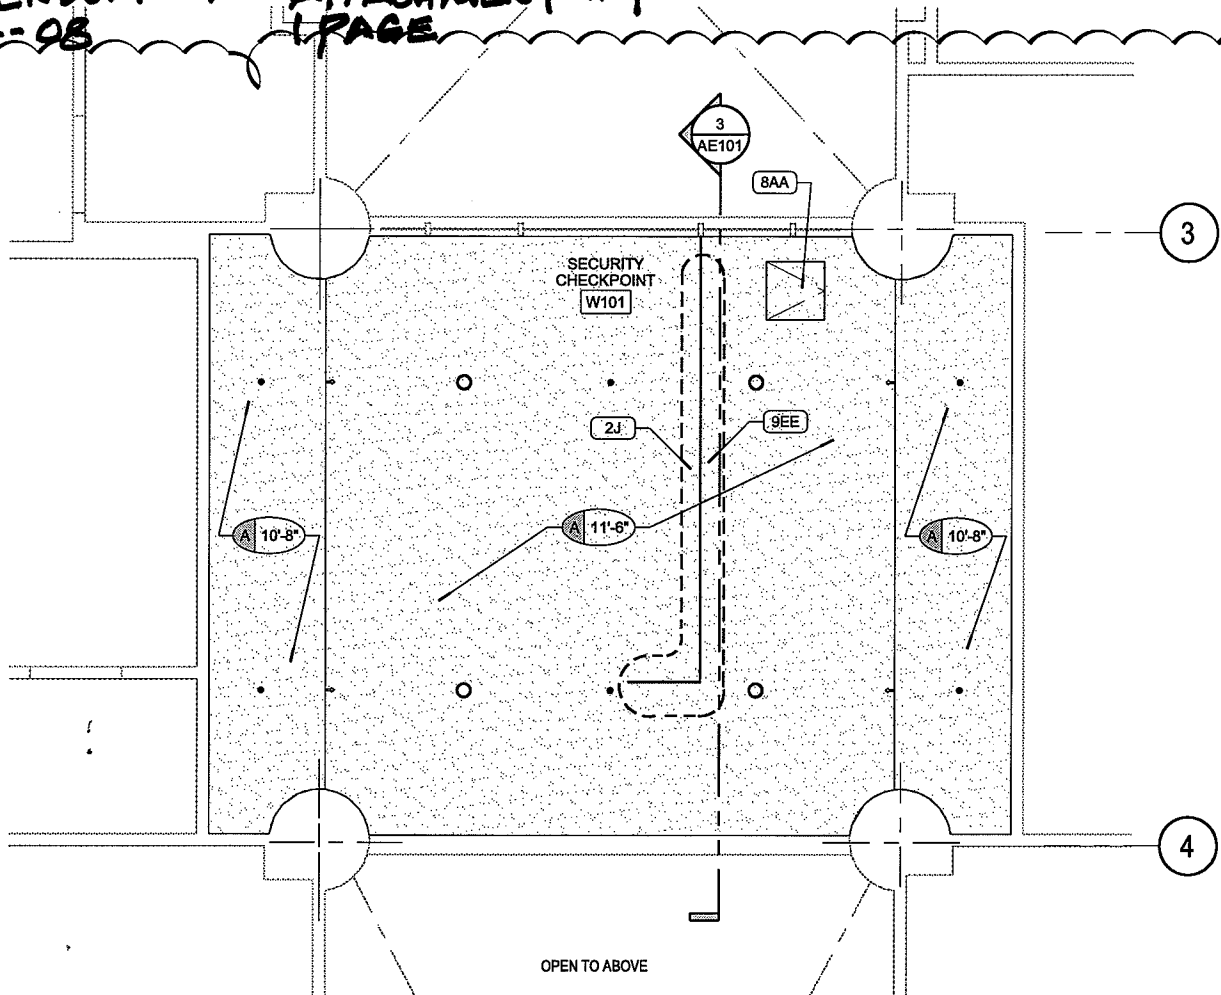 1 PAGE
3
AE101
8AA
3
SECURITY
CHECKPOINT
W101
2J
9EE
A 10'-8"
A 11'-6"
A 10'-8"
4
OPEN TO ABOVE